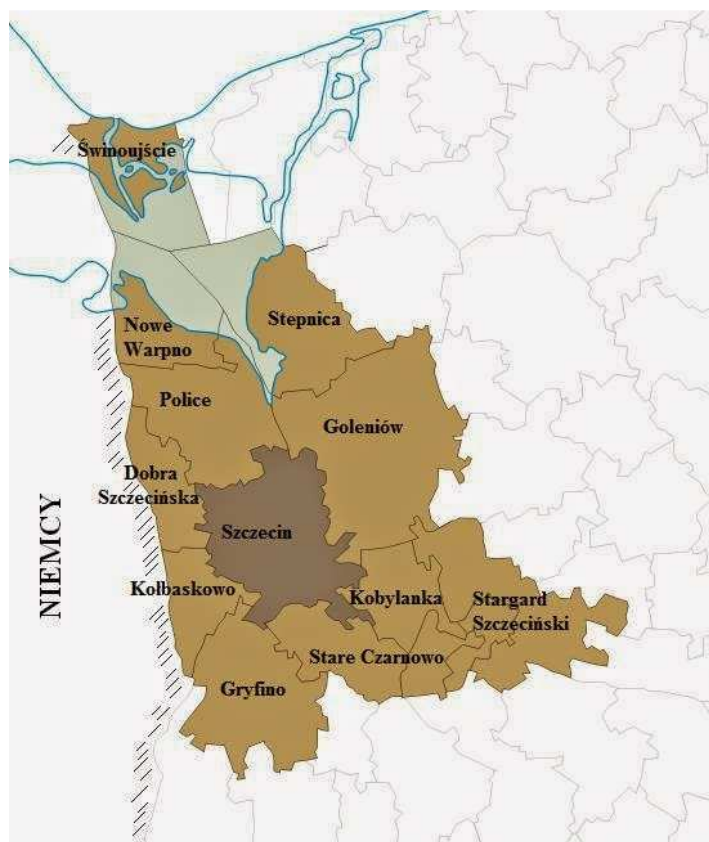 Świnoujście
Nowe
Warpno
Stepnica
Police
Goleniów
Dobra
Szczecińska
NIEMCY
Szczecin
Kołbaskowo
Kobylanka
Stargard
Szczeciński
Stare Czarnowo
Gryfino